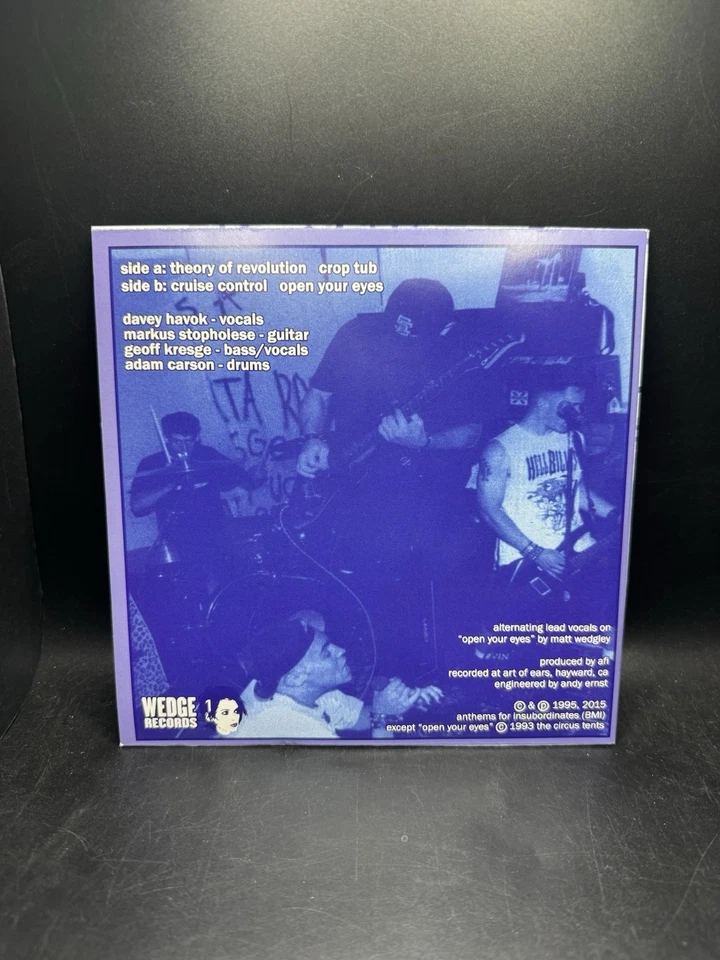 side a: theory of revolution crop tub
side b: cruise control open your eyes
davey havok - vocals
markus stopholese - guitar
geoff kresge - bass/vocals
adam carson - drums
HELLBILL
alternating lead vocals on
"open your eyes" by matt wedgley
produced by afi
recorded at art of ears, hayward, ca
engineered by andy ernst
© & ℗ 1995, 2015
anthems for insubordinates (BMI)
except "open your eyes" © 1993 the circus tents
WEDGE
RECORDS
1